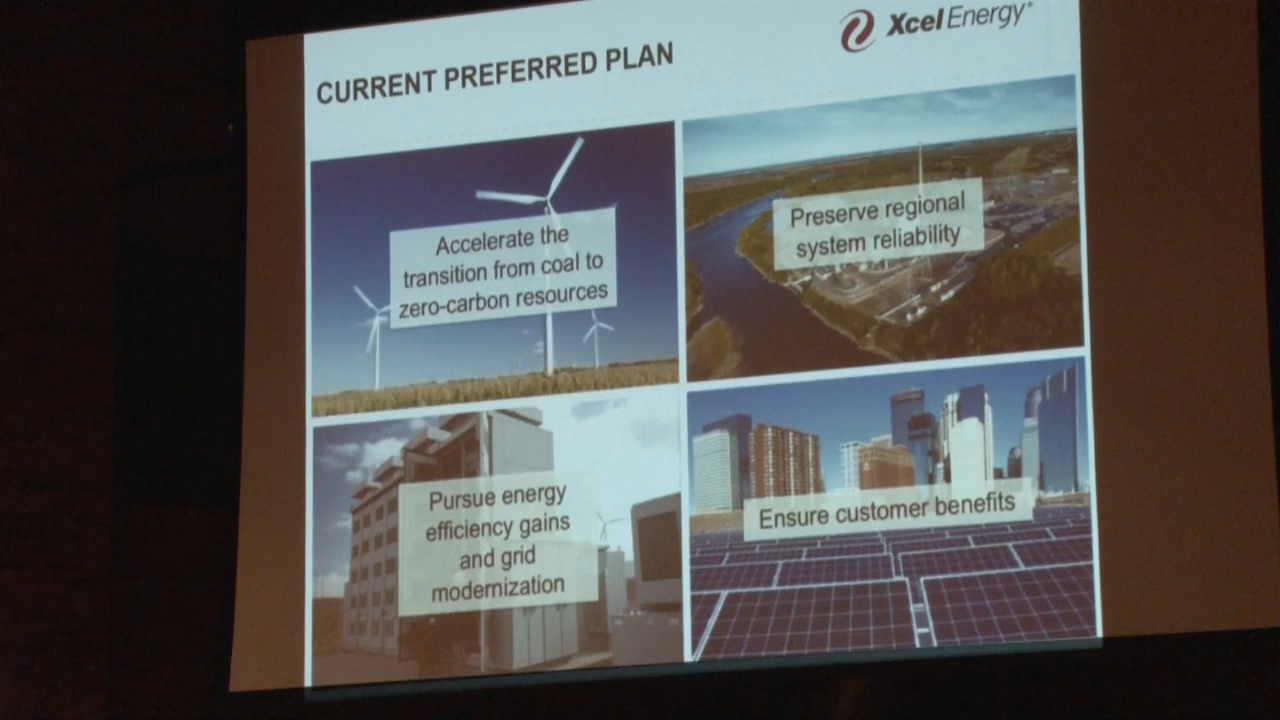 CURRENT PREFERRED PLAN
Xcel Energy®
Accelerate the
transition from coal to
zero-carbon resources
Preserve regional
system reliability
Pursue energy
efficiency gains
and grid
modernization
Ensure customer benefits